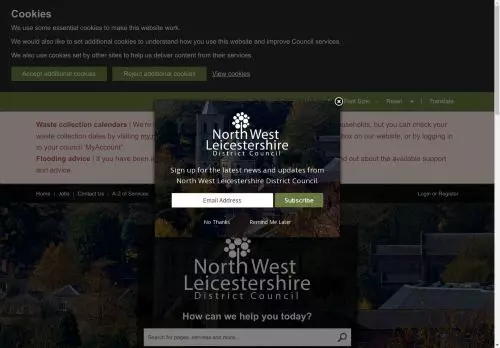 Cookies
We use some essential cookies to make this website work.
We would also like to set additional cookies to understand how you use this website and improve Council services.
We also use cookies set by other sites to help us deliver content from their services.
Accept additional cookies
Reject additional cookies
View cookies
Font Size:
Reset
Translate
Waste collection calendars | We're
households, but you can check your
waste collection dates by visiting my
box on our website, or by logging in
to your council 'MyAccount'
Flooding advice | If you have been
out about the available support
and advice.
Home | Jobs | Contact Us | A-Z of Services
Login or Register
North West
Leicestershire
District Council
Sign up for the latest news and updates from
North West Leicestershire District Council
Email Address
Subscribe
No Thanks
Remind Me Later
North West
Leicestershire
District Council
How can we help you today?
Search for pages, services and more...